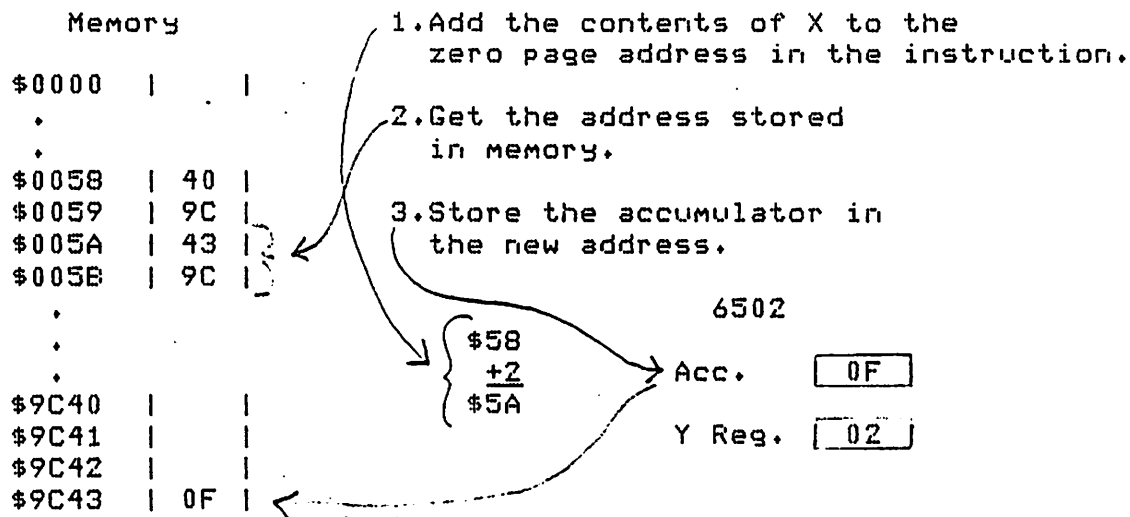 Memory
$0000 | |
.
.
$0058 | 40 |
$0059 | 9C |
$005A | 43 |
$005B | 9C |
.
.
.
$9C40 | |
$9C41 | |
$9C42 | |
$9C43 | 0F |
1.Add the contents of X to the
zero page address in the instruction.
2.Get the address stored
in memory.
3.Store the accumulator in
the new address.
$58
+2
$5A
6502
Acc. 0F
Y Reg. 02